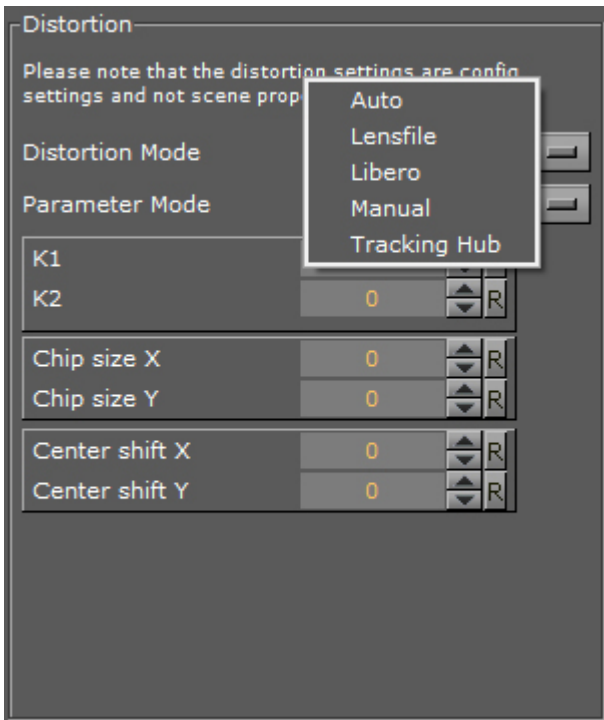 Distortion
Please note that the distortion settings are config
settings and not scene prop
Auto
Lensfile
Libero
Manual
Tracking Hub
Distortion Mode
Parameter Mode
K1
K2 0 R
Chip size X 0 R
Chip size Y 0 R
Center shift X 0 R
Center shift Y 0 R